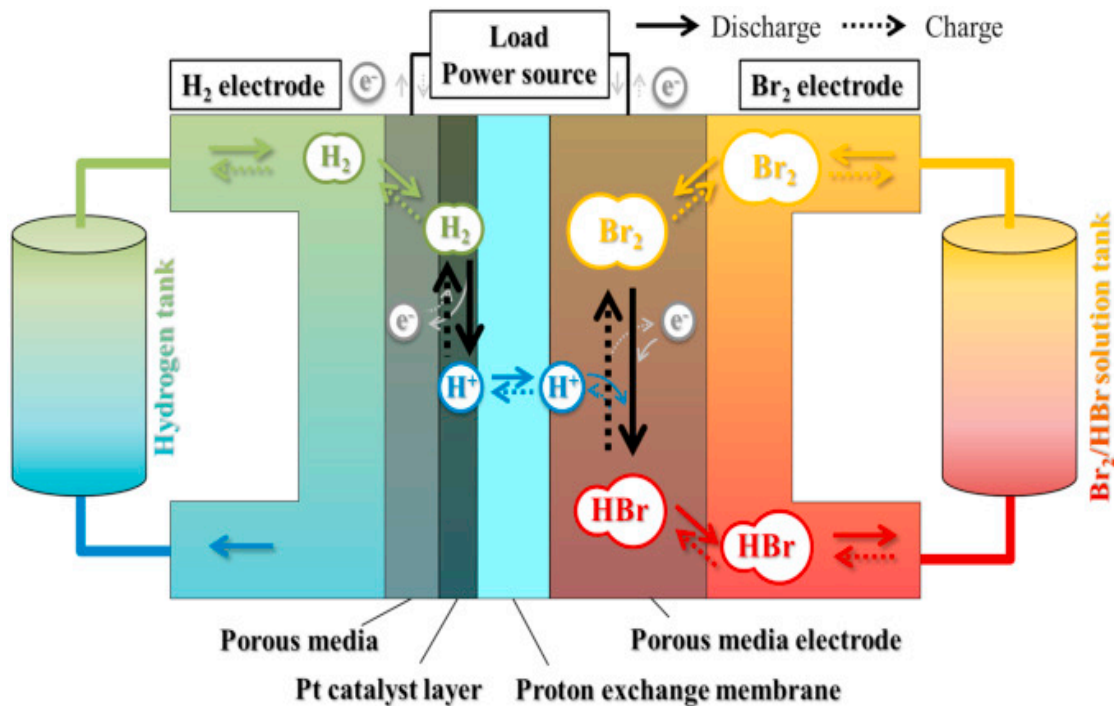 Load
Power source
Discharge
Charge
H₂ electrode
e⁻
e⁻
Br₂ electrode
H₂
Br₂
H₂
Br₂
e⁻
e⁻
H⁺
H⁺
HBr
HBr
Hydrogen tank
Br₂/HBr solution tank
Porous media
Porous media electrode
Pt catalyst layer
Proton exchange membrane